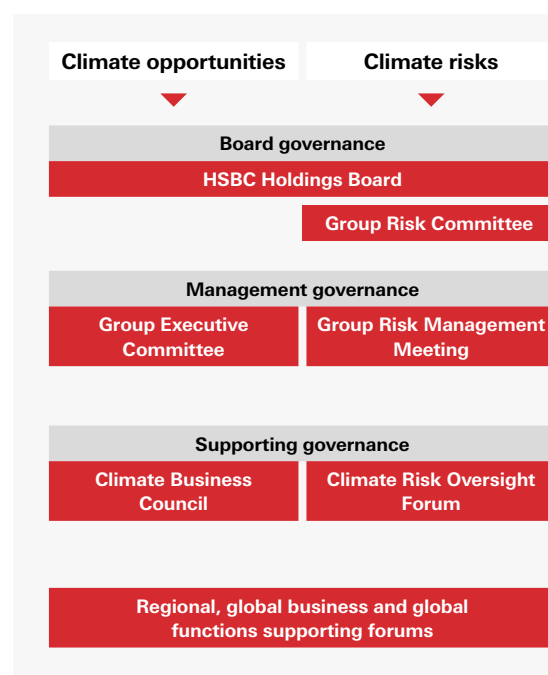 Climate opportunities
Climate risks
Board governance
HSBC Holdings Board
Group Risk Committee
Management governance
Group Executive
Committee
Group Risk Management
Meeting
Supporting governance
Climate Business
Council
Climate Risk Oversight
Forum
Regional, global business and global
functions supporting forums